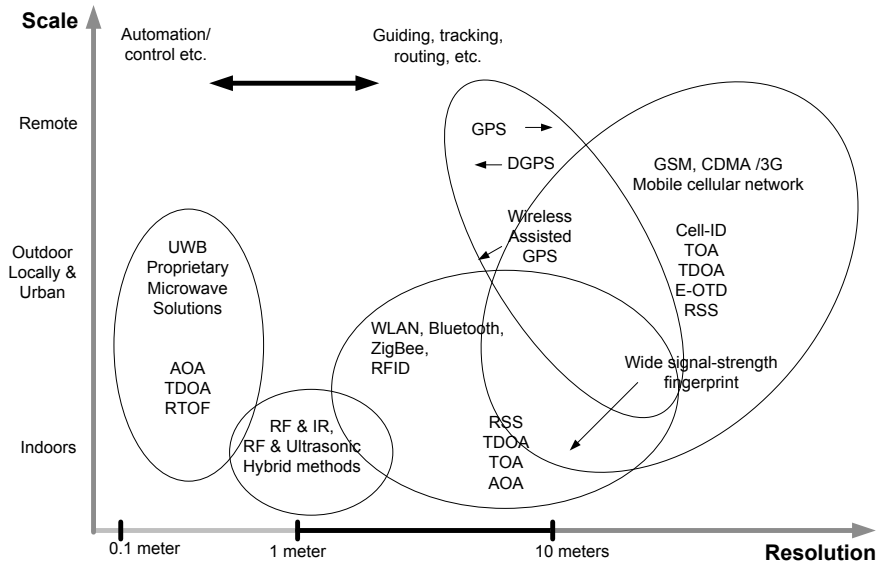 Scale
Automation/
control etc.
Guiding, tracking,
routing, etc.
Remote
GPS
DGPS
GSM, CDMA /3G
Mobile cellular network
Wireless
Assisted
GPS
Cell-ID
TOA
TDOA
E-OTD
RSS
Outdoor
Locally &
Urban
UWB
Proprietary
Microwave
Solutions
AOA
TDOA
RTOF
WLAN, Bluetooth,
ZigBee,
RFID
Wide signal-strength
fingerprint
Indoors
RF & IR,
RF & Ultrasonic
Hybrid methods
RSS
TDOA
TOA
AOA
0.1 meter
1 meter
10 meters
Resolution